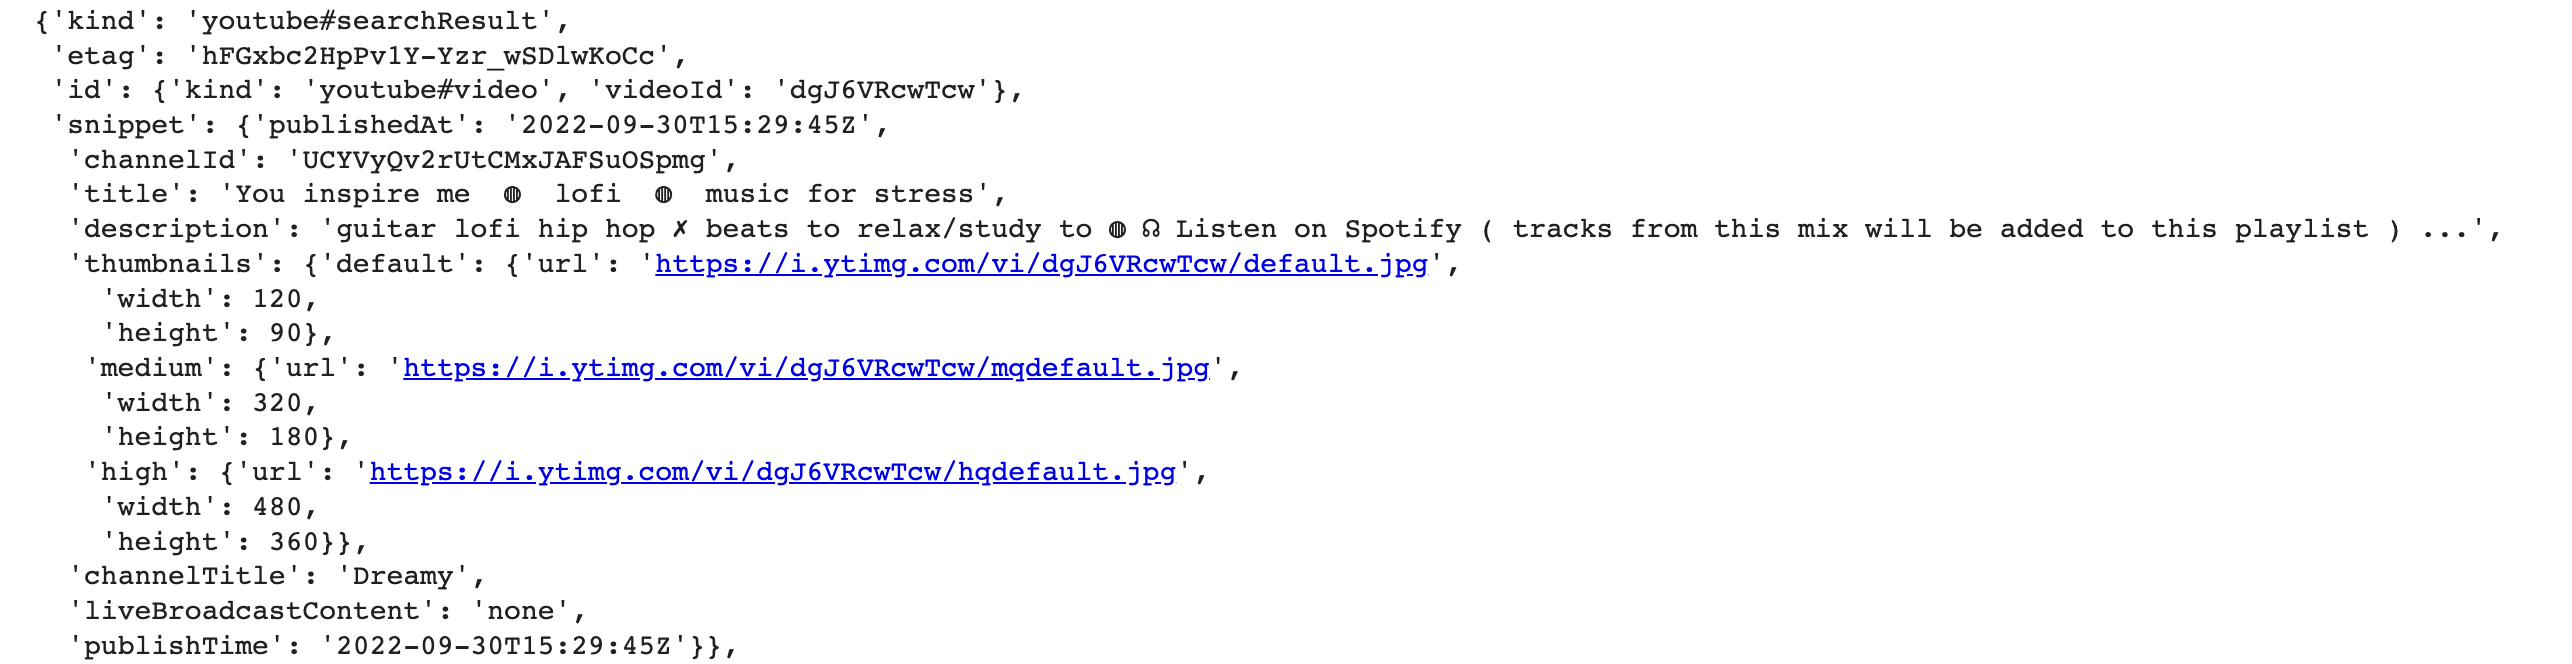 {'kind': 'youtube#searchResult',
'etag': 'hFGxbc2HpPv1Y-Yzr_wSDlwKoCc',
'id': {'kind': 'youtube#video', 'videoId': 'dgJ6VRcwTcw'},
'snippet': {'publishedAt': '2022-09-30T15:29:45Z',
'channelId': 'UCYVyQv2rUtCMxJAFSuOSpmg',
'title': 'You inspire me ◍ lofi ◍ music for stress',
'description': 'guitar lofi hip hop ✗ beats to relax/study to ◍ ☊ Listen on Spotify ( tracks from this mix will be added to this playlist ) ...',
'thumbnails': {'default': {'url': 'https://i.ytimg.com/vi/dgJ6VRcwTcw/default.jpg',
'width': 120,
'height': 90},
'medium': {'url': 'https://i.ytimg.com/vi/dgJ6VRcwTcw/mqdefault.jpg',
'width': 320,
'height': 180},
'high': {'url': 'https://i.ytimg.com/vi/dgJ6VRcwTcw/hqdefault.jpg',
'width': 480,
'height': 360}},
'channelTitle': 'Dreamy',
'liveBroadcastContent': 'none',
'publishTime': '2022-09-30T15:29:45Z'}},